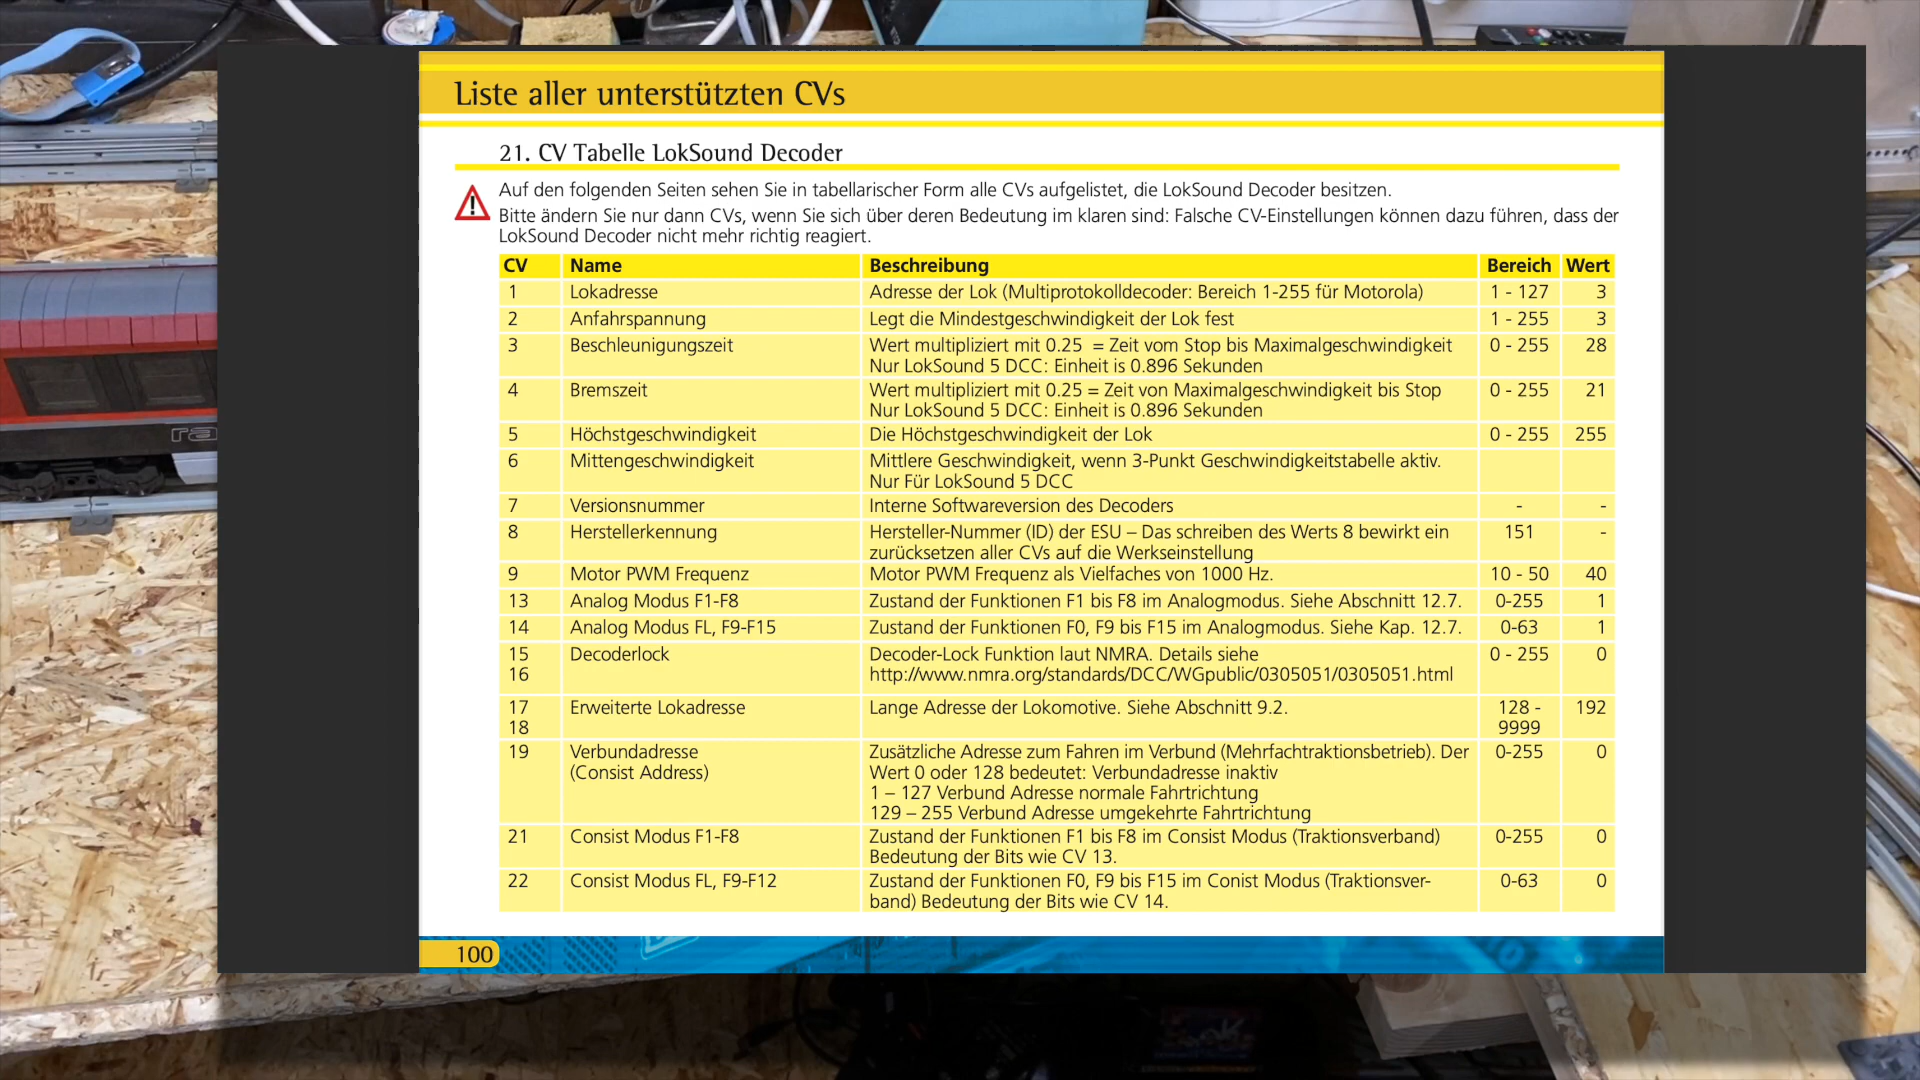 Liste aller unterstützten CVs
21. CV Tabelle LokSound Decoder
Auf den folgenden Seiten sehen Sie in tabellarischer Form alle CVs aufgelistet, die LokSound Decoder besitzen.
Bitte ändern Sie nur dann CVs, wenn Sie sich über deren Bedeutung im klaren sind: Falsche CV-Einstellungen können dazu führen, dass der
LokSound Decoder nicht mehr richtig reagiert.
CV Name Beschreibung Bereich Wert
1 Lokadresse Adresse der Lok (Multiprotokolldecoder: Bereich 1-255 für Motorola) 1 - 127 3
2 Anfahrspannung Legt die Mindestgeschwindigkeit der Lok fest 1 - 255 3
3 Beschleunigungszeit Wert multipliziert mit 0.25 = Zeit vom Stop bis Maximalgeschwindigkeit 0 - 255 28
Nur LokSound 5 DCC: Einheit is 0.896 Sekunden
4 Bremszeit Wert multipliziert mit 0.25 = Zeit von Maximalgeschwindigkeit bis Stop 0 - 255 21
Nur LokSound 5 DCC: Einheit is 0.896 Sekunden
5 Höchstgeschwindigkeit Die Höchstgeschwindigkeit der Lok 0 - 255 255
6 Mittengeschwindigkeit Mittlere Geschwindigkeit, wenn 3-Punkt Geschwindigkeitstabelle aktiv.
Nur Für LokSound 5 DCC
7 Versionsnummer Interne Softwareversion des Decoders - -
8 Herstellerkennung Hersteller-Nummer (ID) der ESU – Das schreiben des Werts 8 bewirkt ein 151 -
zurücksetzen aller CVs auf die Werkseinstellung
9 Motor PWM Frequenz Motor PWM Frequenz als Vielfaches von 1000 Hz. 10 - 50 40
13 Analog Modus F1-F8 Zustand der Funktionen F1 bis F8 im Analogmodus. Siehe Abschnitt 12.7. 0-255 1
14 Analog Modus FL, F9-F15 Zustand der Funktionen F0, F9 bis F15 im Analogmodus. Siehe Kap. 12.7. 0-63 1
15 Decoderlock Decoder-Lock Funktion laut NMRA. Details siehe 0 - 255 0
16 http://www.nmra.org/standards/DCC/WGpublic/0305051/0305051.html
17 Erweiterte Lokadresse Lange Adresse der Lokomotive. Siehe Abschnitt 9.2. 128 - 192
18 9999
19 Verbundadresse Zusätzliche Adresse zum Fahren im Verbund (Mehrfachtraktionsbetrieb). Der 0-255 0
(Consist Address) Wert 0 oder 128 bedeutet: Verbundadresse inaktiv
1 – 127 Verbund Adresse normale Fahrtrichtung
129 – 255 Verbund Adresse umgekehrte Fahrtrichtung
21 Consist Modus F1-F8 Zustand der Funktionen F1 bis F8 im Consist Modus (Traktionsverband) 0-255 0
Bedeutung der Bits wie CV 13.
22 Consist Modus FL, F9-F12 Zustand der Funktionen F0, F9 bis F15 im Conist Modus (Traktionsver- 0-63 0
band) Bedeutung der Bits wie CV 14.
100